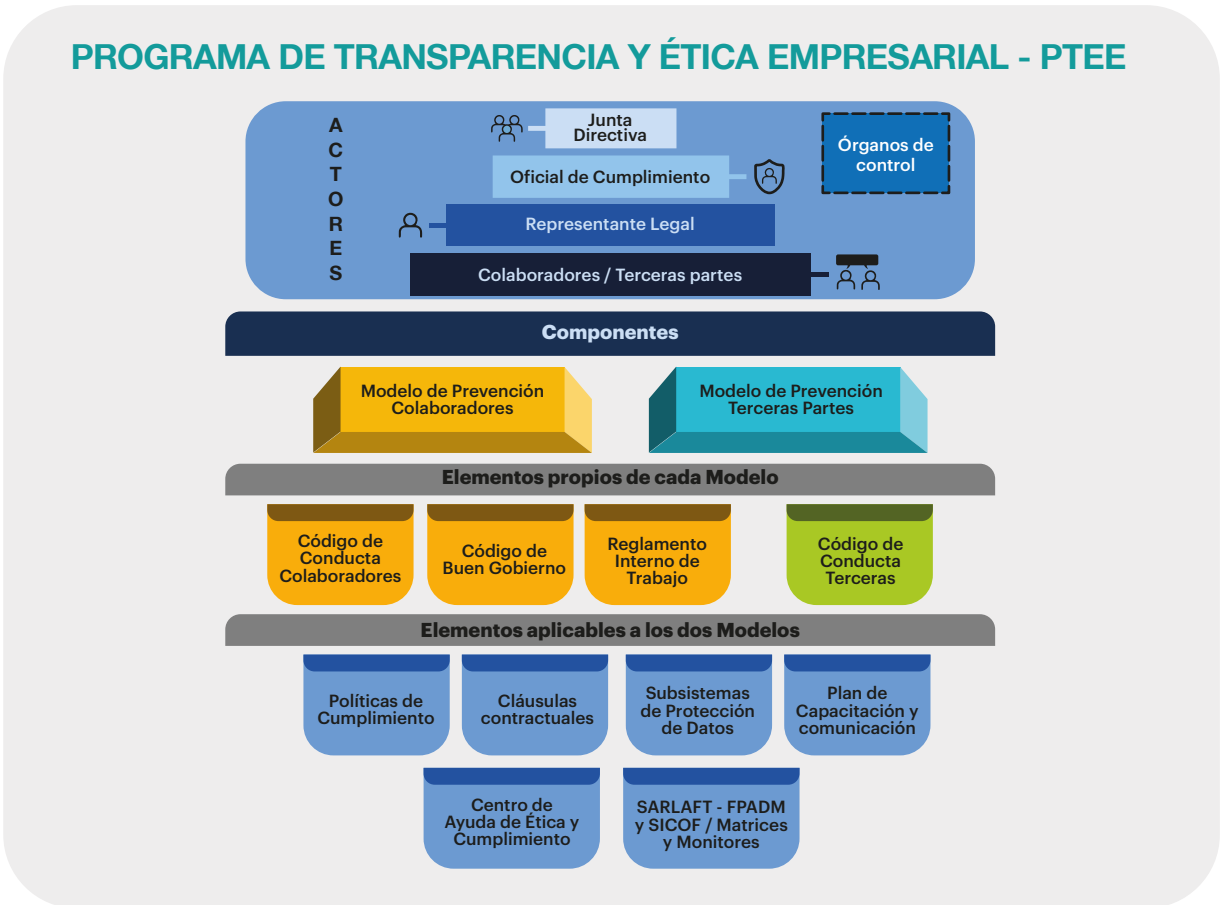 PROGRAMA DE TRANSPARENCIA Y ÉTICA EMPRESARIAL - PTEE
A
C
T
O
R
E
S
Junta
Directiva
Órganos de
control
Oficial de Cumplimiento
Representante Legal
Colaboradores / Terceras partes
Componentes
Modelo de Prevención
Colaboradores
Modelo de Prevención
Terceras Partes
Elementos propios de cada Modelo
Código de
Conducta
Colaboradores
Código de
Buen Gobierno
Reglamento
Interno de
Trabajo
Código de
Conducta
Terceras
Elementos aplicables a los dos Modelos
Políticas de
Cumplimiento
Cláusulas
contractuales
Subsistemas
de Protección
de Datos
Plan de
Capacitación y
comunicación
Centro de
Ayuda de Ética y
Cumplimiento
SARLAFT - FPADM
y SICOF / Matrices
y Monitores